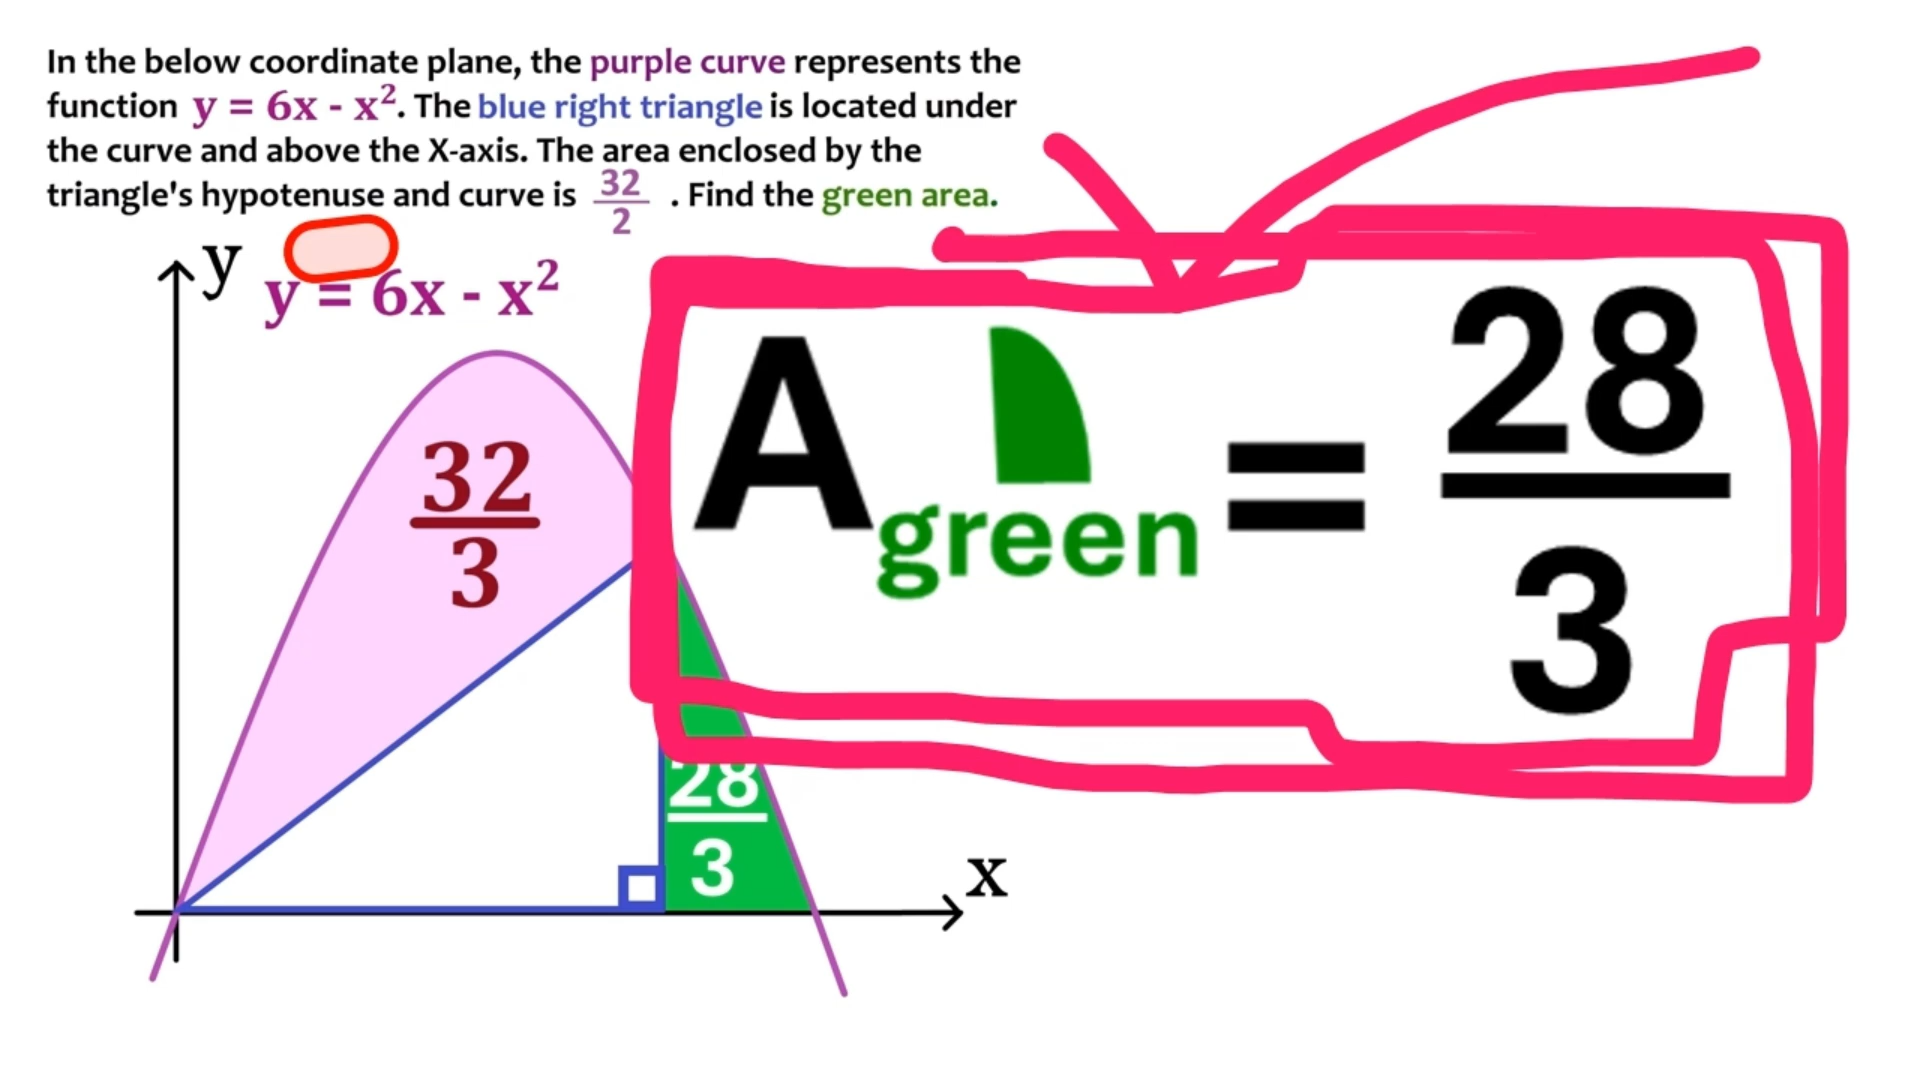 In the below coordinate plane, the purple curve represents the
function y = 6x - x². The blue right triangle is located under
the curve and above the X-axis. The area enclosed by the
triangle's hypotenuse and curve is 32/2 . Find the green area.
y
y = 6x - x²
32
3
A green = 28/3
28
3
x